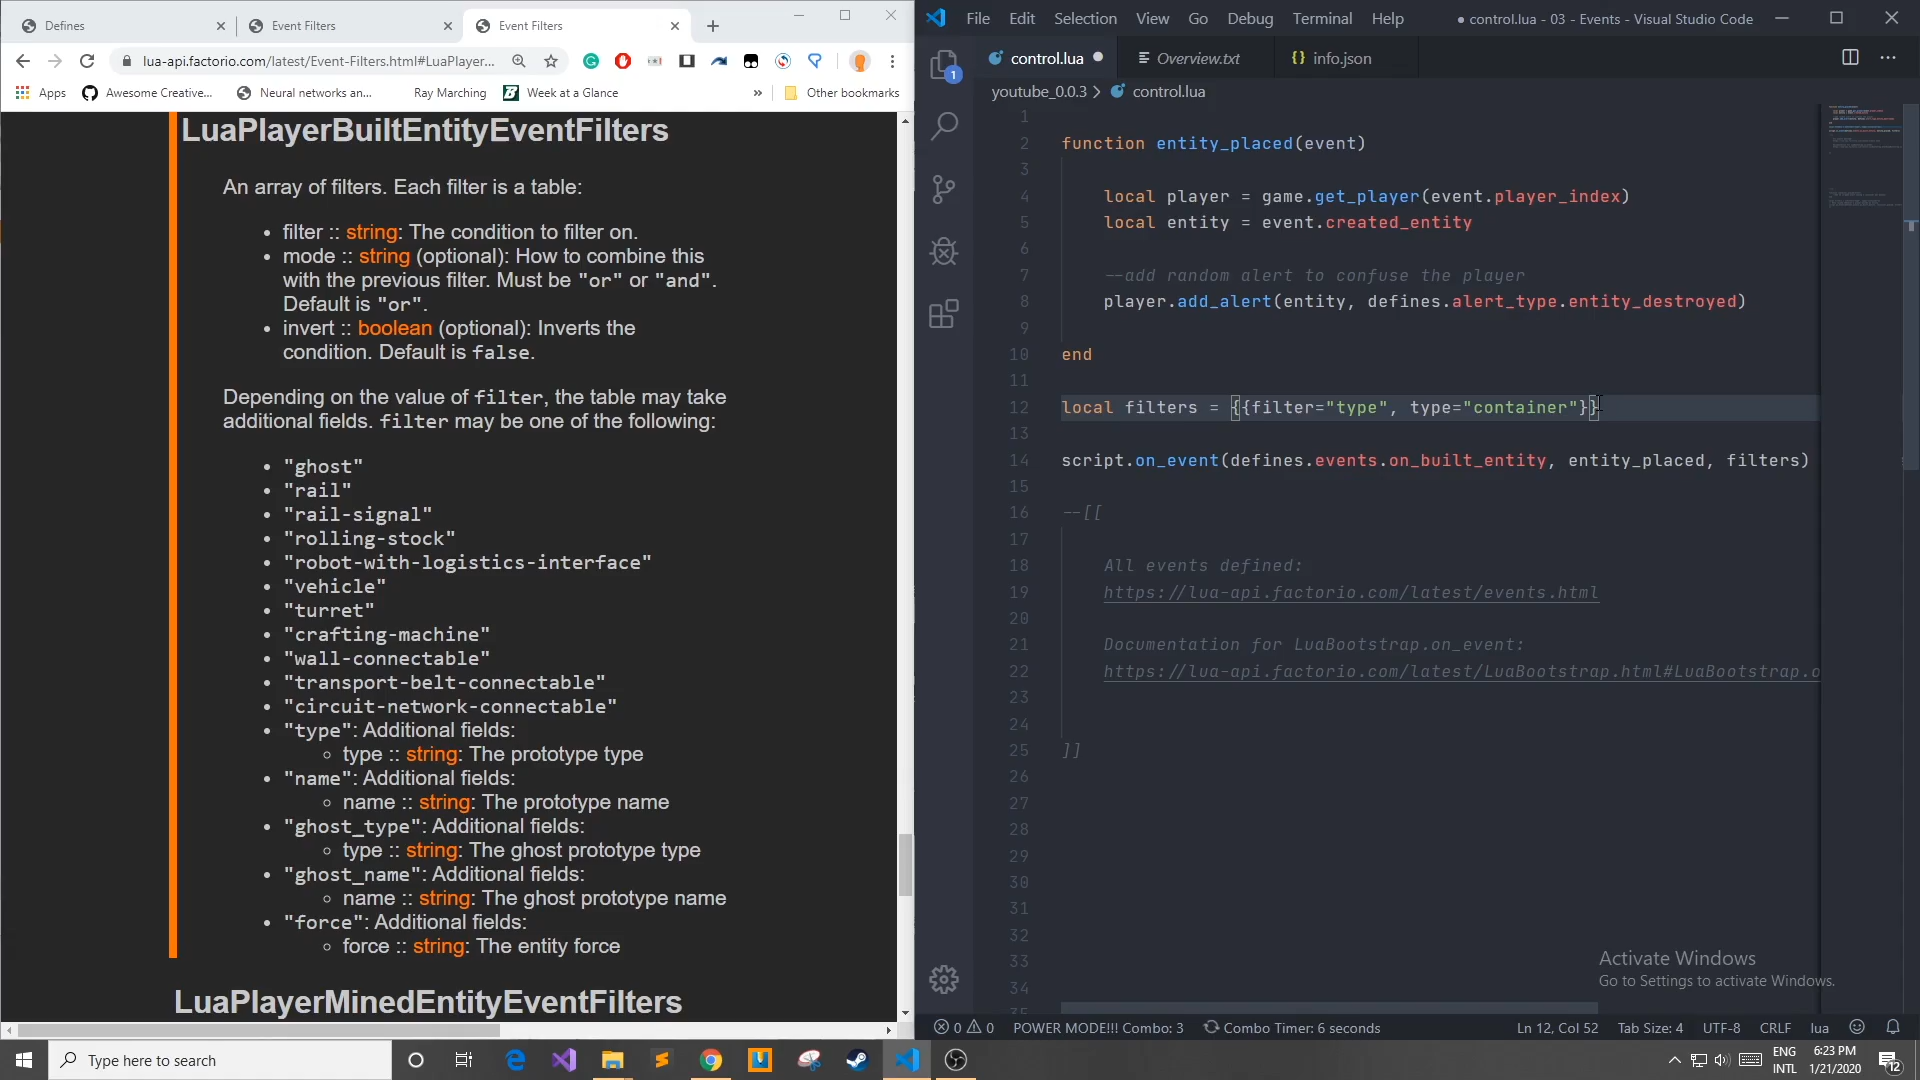 Defines
Event Filters
Event Filters
lua-api.factorio.com/latest/Event-Filters.html#LuaPlayer...
Apps
Awesome Creative...
Neural networks an...
Ray Marching
Week at a Glance
»
Other bookmarks
LuaPlayerBuiltEntityEventFilters
An array of filters. Each filter is a table:
• filter :: string: The condition to filter on.
• mode :: string (optional): How to combine this
with the previous filter. Must be "or" or "and".
Default is "or".
• invert :: boolean (optional): Inverts the
condition. Default is false.
Depending on the value of filter, the table may take
additional fields. filter may be one of the following:
• "ghost"
• "rail"
• "rail-signal"
• "rolling-stock"
• "robot-with-logistics-interface"
• "vehicle"
• "turret"
• "crafting-machine"
• "wall-connectable"
• "transport-belt-connectable"
• "circuit-network-connectable"
• "type": Additional fields:
◦ type :: string: The prototype type
• "name": Additional fields:
◦ name :: string: The prototype name
• "ghost_type": Additional fields:
◦ type :: string: The ghost prototype type
• "ghost_name": Additional fields:
◦ name :: string: The ghost prototype name
• "force": Additional fields:
◦ force :: string: The entity force
LuaPlayerMinedEntityEventFilters
File Edit Selection View Go Debug Terminal Help
● control.lua - 03 - Events - Visual Studio Code
control.lua ●
Overview.txt
{} info.json
1
youtube_0.0.3 > control.lua
1
2 function entity_placed(event)
3
4 local player = game.get_player(event.player_index)
5 local entity = event.created_entity
6
7 --add random alert to confuse the player
8 player.add_alert(entity, defines.alert_type.entity_destroyed)
9
10 end
11
12 local filters = {{filter="type", type="container"}}
13
14 script.on_event(defines.events.on_built_entity, entity_placed, filters)
15
16 --[[
17
18 All events defined:
19 https://lua-api.factorio.com/latest/events.html
20
21 Documentation for LuaBootstrap.on_event:
22 https://lua-api.factorio.com/latest/LuaBootstrap.html#LuaBootstrap.o
23
24
25 ]]
26
27
28
29
30
31
32
33
34
35
Activate Windows
Go to Settings to activate Windows.
0 0 POWER MODE!!! Combo: 3 Combo Timer: 6 seconds
Ln 12, Col 52 Tab Size: 4 UTF-8 CRLF lua
Type here to search
ENG
INTL
6:23 PM
1/21/2020
12